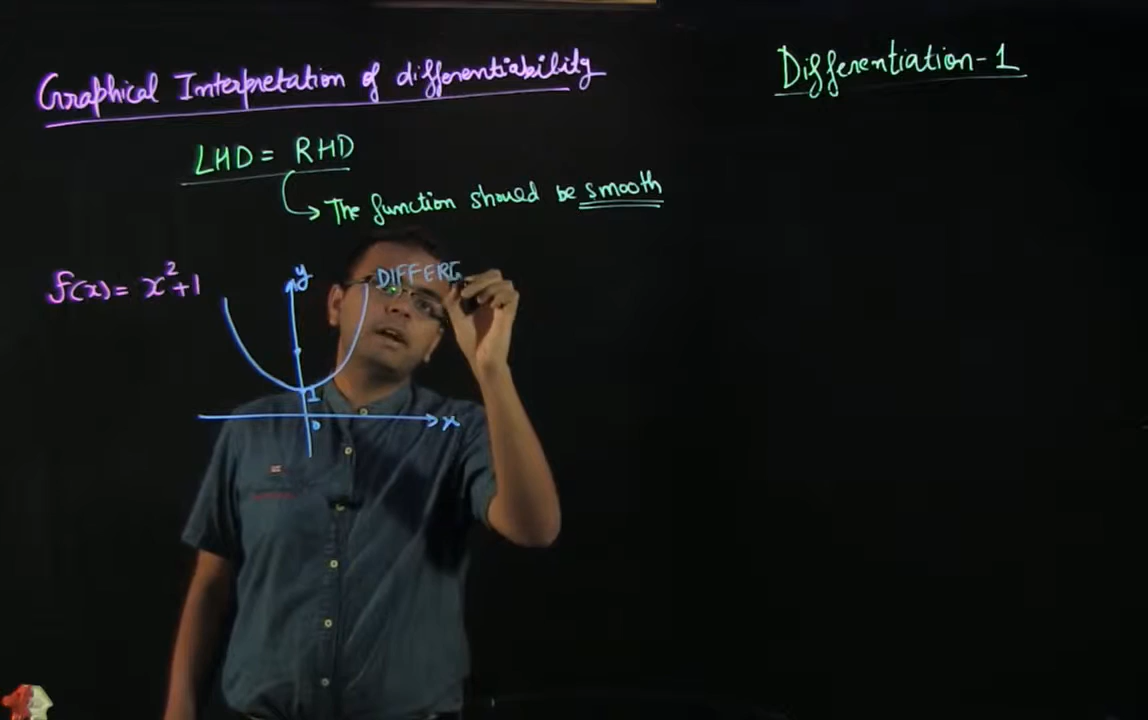 Graphical Interpretation of differentiability
Differentiation-1
LHD = RHD
The function should be smooth
f(x) = x²+1
y
DIFFERE
1
0
x